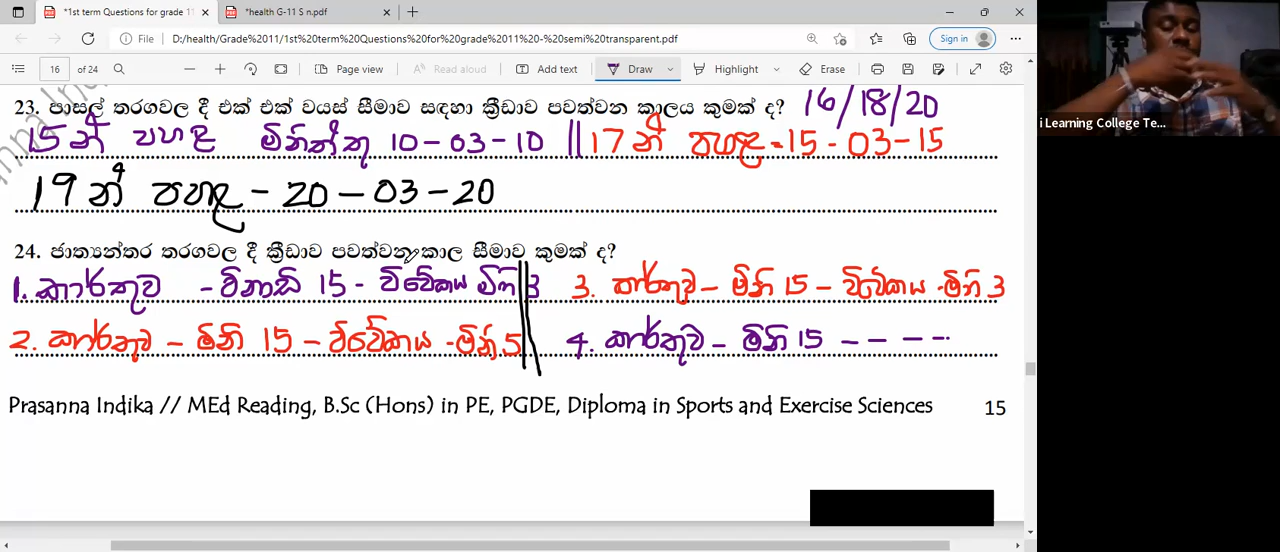 *1st term Questions for grade 11
*health G-11 S n.pdf
File
D:/health/Grade%2011/1st%20term%20Questions%20for%20grade%2011%20-%20semi%20transparent.pdf
Sign in
16 of 24
Page view
Read aloud
Add text
Draw
Highlight
Erase
i Learning College Te...
23. පාසල් තරගවල දී එක් එක් වයස් සීමාව සඳහා ක්‍රීඩාව පවත්වන කාලය කුමක් ද?
16/18/20
15න් පහළ මිනිත්තු 10-03-10 || 17න් පහළ - 15-03-15
19න් පහළ - 20-03-20
24. ජාත්‍යන්තර තරගවල දී ක්‍රීඩාව පවත්වනු කාල සීමාව කුමක් ද?
1. කාර්තුව - විනාඩි 15 - විවේකය මිනි 3
3. කාර්තුව - මිනි 15 - විවේකය - මිනි 3
2. කාර්තුව - මිනි 15 - විවේකය - මිනි 5
4. කාර්තුව - මිනි 15 - - - -
Prasanna Indika // MEd Reading, B.Sc (Hons) in PE, PGDE, Diploma in Sports and Exercise Sciences
15